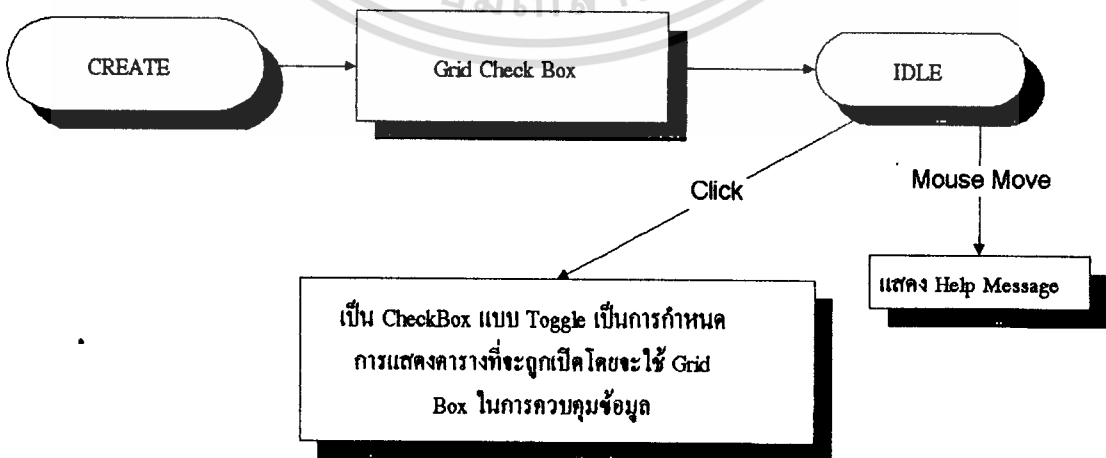 CREATE
Grid Check Box
IDLE
Click
Mouse Move
แสดง Help Message
เป็น CheckBox แบบ Toggle เป็นการกำหนด
การแสดงตารางที่จะถูกเปิดโดยจะใช้ Grid
Box ในการควบคุมข้อมูล